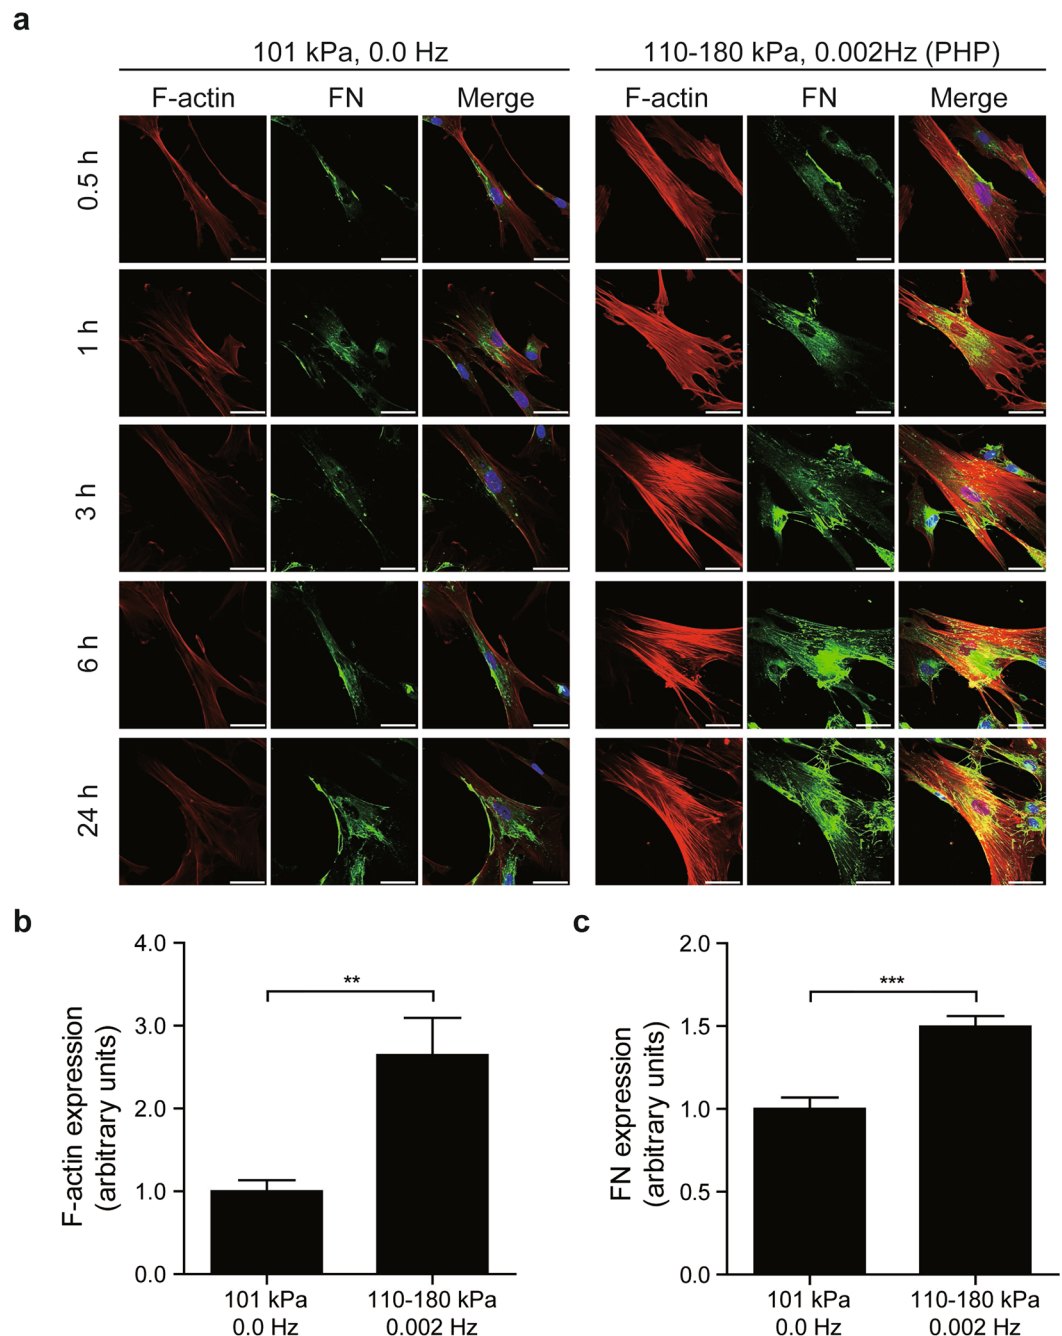 a
101 kPa, 0.0 Hz
110-180 kPa, 0.002Hz (PHP)
F-actin FN Merge F-actin FN Merge
0.5 h
1 h
3 h
6 h
24 h
b
F-actin expression
(arbitrary units)
4.0
3.0
2.0
1.0
0.0
**
101 kPa
0.0 Hz
110-180 kPa
0.002 Hz
c
FN expression
(arbitrary units)
2.0
1.5
1.0
0.5
0.0
***
101 kPa
0.0 Hz
110-180 kPa
0.002 Hz